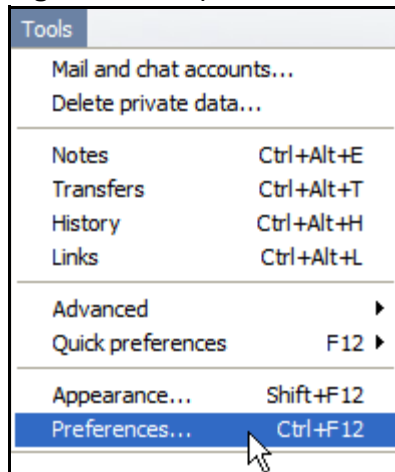 Tools
Mail and chat accounts...
Delete private data...
Notes Ctrl+Alt+E
Transfers Ctrl+Alt+T
History Ctrl+Alt+H
Links Ctrl+Alt+L
Advanced
Quick preferences F12
Appearance... Shift+F12
Preferences... Ctrl+F12